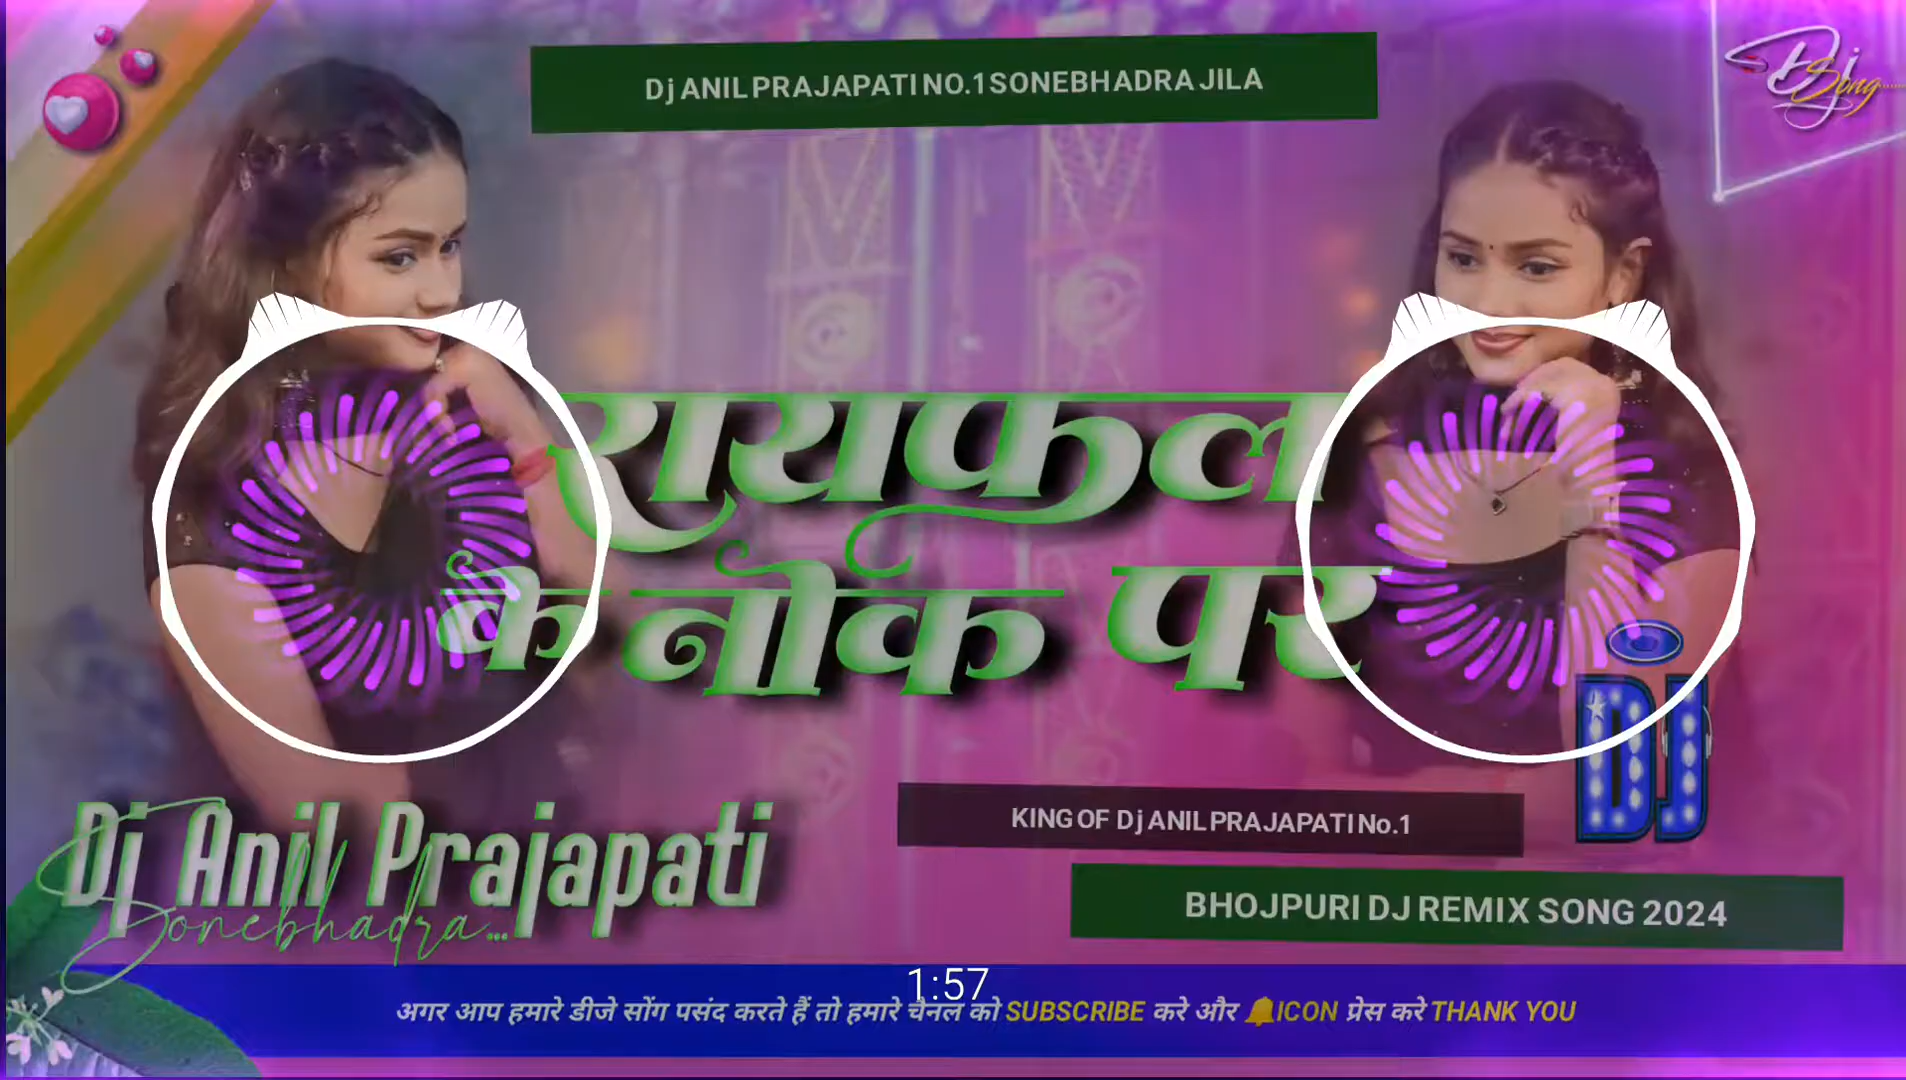 Dj ANIL PRAJAPATI NO.1 SONEBHADRA JILA
Dj Song
रायफल
के नोक पर
DJ
Dj Anil Prajapati
Sonebhadra...
KING OF Dj ANIL PRAJAPATI No.1
BHOJPURI DJ REMIX SONG 2024
1:57
अगर आप हमारे डीजे सोंग पसंद करते हैं तो हमारे चैनल को SUBSCRIBE करे और 🔔ICON प्रेस करे THANK YOU